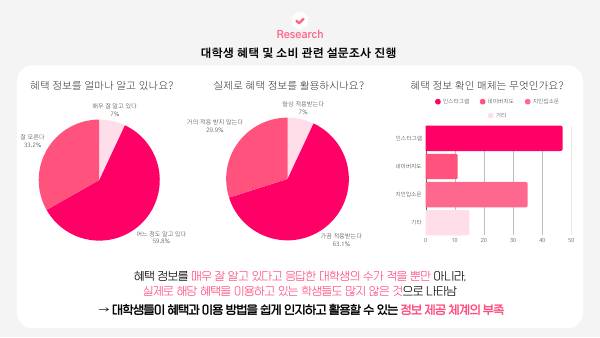 Research
대학생 혜택 및 소비 관련 설문조사 진행
혜택 정보를 얼마나 알고 있나요?
매우 잘 알고 있다
7%
잘 모른다
33.2%
어느 정도 알고 있다
59.8%
실제로 혜택 정보를 활용하시나요?
항상 적용받는다
7%
거의 적용 받지 않는다
29.9%
가끔 적용받는다
63.1%
혜택 정보 확인 매체는 무엇인가요?
인스타그램 네이버지도 지인입소문
기타
인스타그램
네이버지도
지인입소문
기타
0 10 20 30 40 50
혜택 정보를 매우 잘 알고 있다고 응답한 대학생의 수가 적을 뿐만 아니라,
실제로 해당 혜택을 이용하고 있는 학생들도 많지 않은 것으로 나타남
→ 대학생들이 혜택과 이용 방법을 쉽게 인지하고 활용할 수 있는 정보 제공 체계의 부족